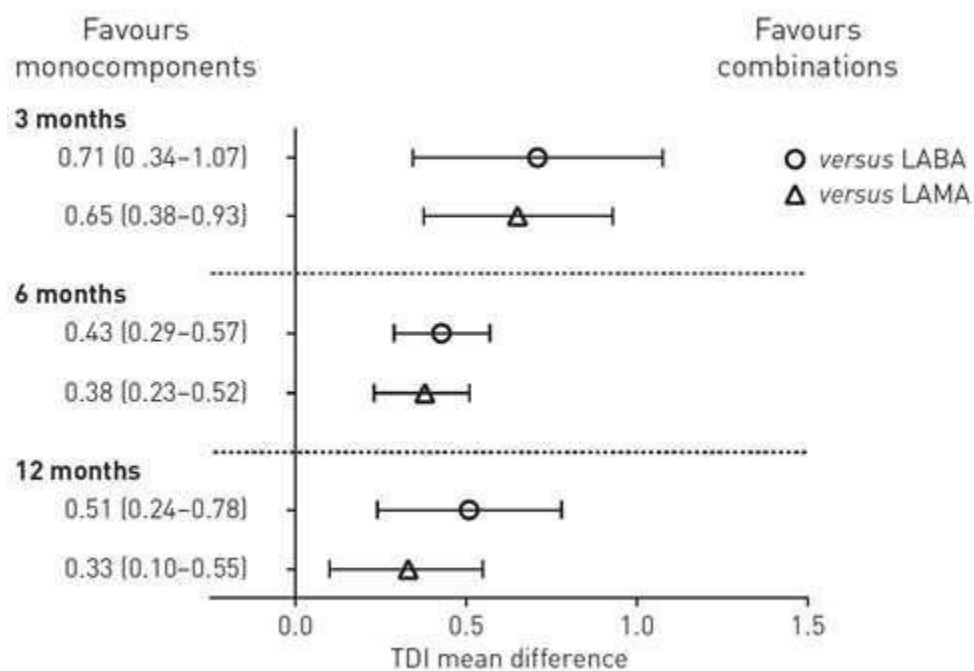 Favours
monocomponents
Favours
combinations
3 months
0.71 (0 .34–1.07)
0.65 (0.38–0.93)
versus LABA
versus LAMA
6 months
0.43 (0.29–0.57)
0.38 (0.23–0.52)
12 months
0.51 (0.24–0.78)
0.33 (0.10–0.55)
0.0 0.5 1.0 1.5
TDI mean difference